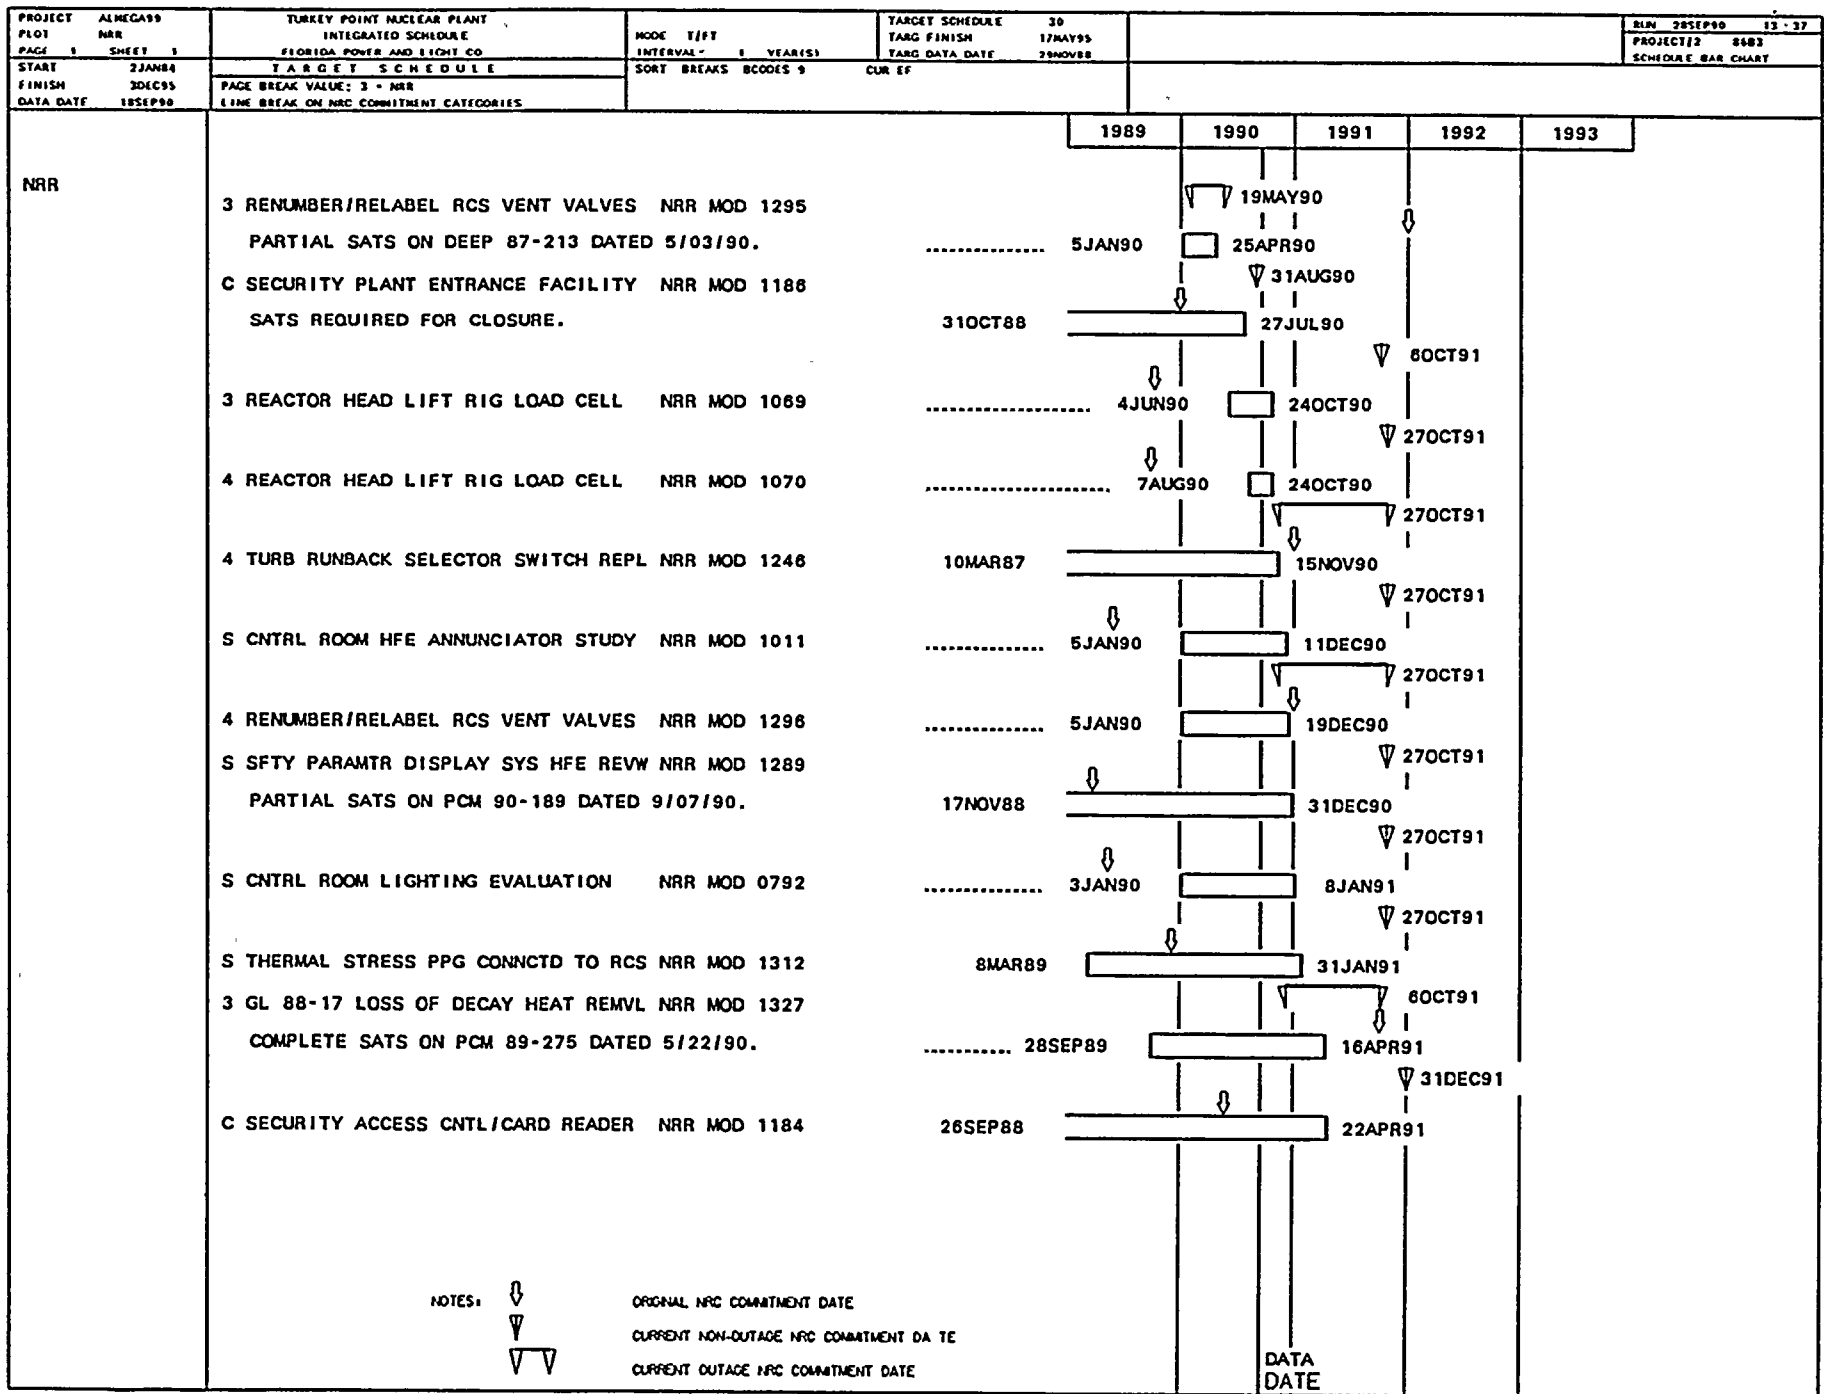 PROJECT ALMEGA99
PLOT NRR
PAGE 1 SHEET 1
START 2JAN84
FINISH 3DEC95
DATA DATE 18SEP90
TURKEY POINT NUCLEAR PLANT
INTEGRATED SCHEDULE
FLORIDA POWER AND LIGHT CO
TARGET SCHEDULE
PAGE BREAK VALUE: 3 - NRR
LINE BREAK ON NRC COMMITMENT CATEGORIES
MODE T/FT
INTERVAL- 1 YEAR(S)
SORT BREAKS BCODES 9 CUR EF
TARGET SCHEDULE 30
TARG FINISH 17MAY95
TARG DATA DATE 29NOV88
RUN 28SEP90 13-37
PROJECT/2 86B3
SCHEDULE BAR CHART
1989 1990 1991 1992 1993
NRR
19MAY90
3 RENUMBER/RELABEL RCS VENT VALVES NRR MOD 1295
PARTIAL SATS ON DEEP 87-213 DATED 5/03/90. 5JAN90 25APR90
31AUG90
C SECURITY PLANT ENTRANCE FACILITY NRR MOD 1186
SATS REQUIRED FOR CLOSURE. 31OCT88 27JUL90
6OCT91
3 REACTOR HEAD LIFT RIG LOAD CELL NRR MOD 1069 4JUN90 24OCT90
27OCT91
4 REACTOR HEAD LIFT RIG LOAD CELL NRR MOD 1070 7AUG90 24OCT90
27OCT91
4 TURB RUNBACK SELECTOR SWITCH REPL NRR MOD 1246 10MAR87 15NOV90
27OCT91
S CNTRL ROOM HFE ANNUNCIATOR STUDY NRR MOD 1011 5JAN90 11DEC90
27OCT91
4 RENUMBER/RELABEL RCS VENT VALVES NRR MOD 1296 5JAN90 19DEC90
27OCT91
S SFTY PARAMTR DISPLAY SYS HFE REVW NRR MOD 1289
PARTIAL SATS ON PCM 90-189 DATED 9/07/90. 17NOV88 31DEC90
27OCT91
S CNTRL ROOM LIGHTING EVALUATION NRR MOD 0792 3JAN90 8JAN91
27OCT91
S THERMAL STRESS PPG CONNCTD TO RCS NRR MOD 1312 8MAR89 31JAN91
6OCT91
3 GL 88-17 LOSS OF DECAY HEAT REMVL NRR MOD 1327
COMPLETE SATS ON PCM 89-275 DATED 5/22/90. 28SEP89 16APR91
31DEC91
C SECURITY ACCESS CNTL/CARD READER NRR MOD 1184 26SEP88 22APR91
NOTES: ORIGINAL NRC COMMITMENT DATE
CURRENT NON-OUTAGE NRC COMMITMENT DA TE
CURRENT OUTAGE NRC COMMITMENT DATE
DATA
DATE